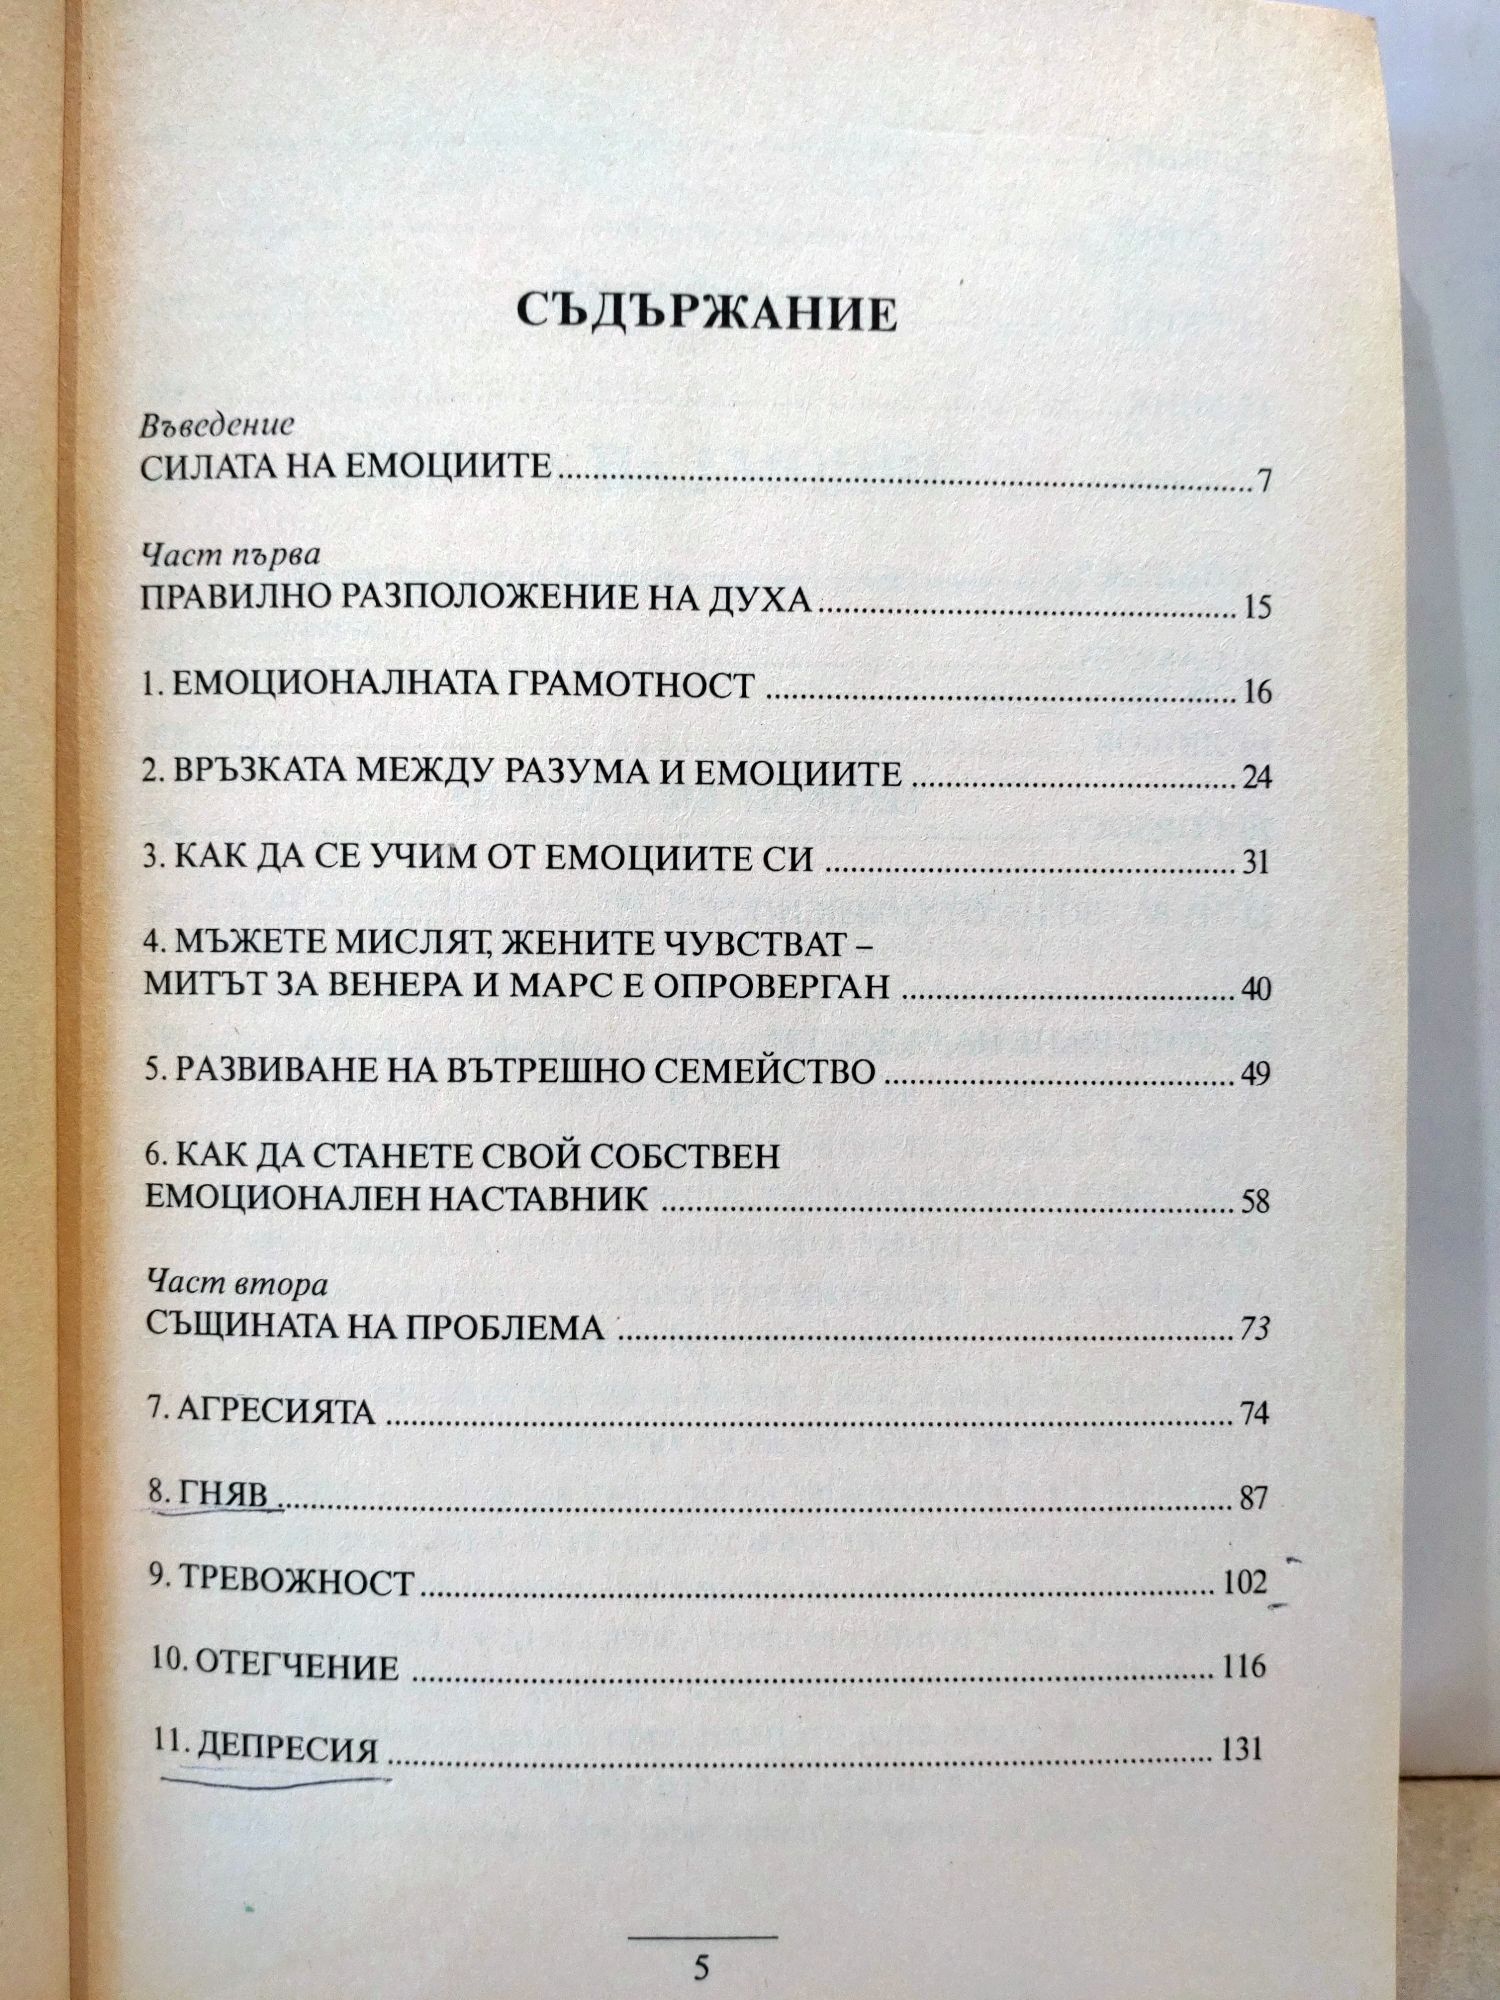 СЪДЪРЖАНИЕ
Въведение
СИЛАТА НА ЕМОЦИИТЕ ........ 7
Част първа
ПРАВИЛНО РАЗПОЛОЖЕНИЕ НА ДУХА ........ 15
1. ЕМОЦИОНАЛНАТА ГРАМОТНОСТ ........ 16
2. ВРЪЗКАТА МЕЖДУ РАЗУМА И ЕМОЦИИТЕ ........ 24
3. КАК ДА СЕ УЧИМ ОТ ЕМОЦИИТЕ СИ ........ 31
4. МЪЖЕТЕ МИСЛЯТ, ЖЕНИТЕ ЧУВСТВАТ –
МИТЪТ ЗА ВЕНЕРА И МАРС Е ОПРОВЕРГАН ........ 40
5. РАЗВИВАНЕ НА ВЪТРЕШНО СЕМЕЙСТВО ........ 49
6. КАК ДА СТАНЕТЕ СВОЙ СОБСТВЕН
ЕМОЦИОНАЛЕН НАСТАВНИК ........ 58
Част втора
СЪЩИНАТА НА ПРОБЛЕМА ........ 73
7. АГРЕСИЯТА ........ 74
8. ГНЯВ ........ 87
9. ТРЕВОЖНОСТ ........ 102
10. ОТЕГЧЕНИЕ ........ 116
11. ДЕПРЕСИЯ ........ 131
5